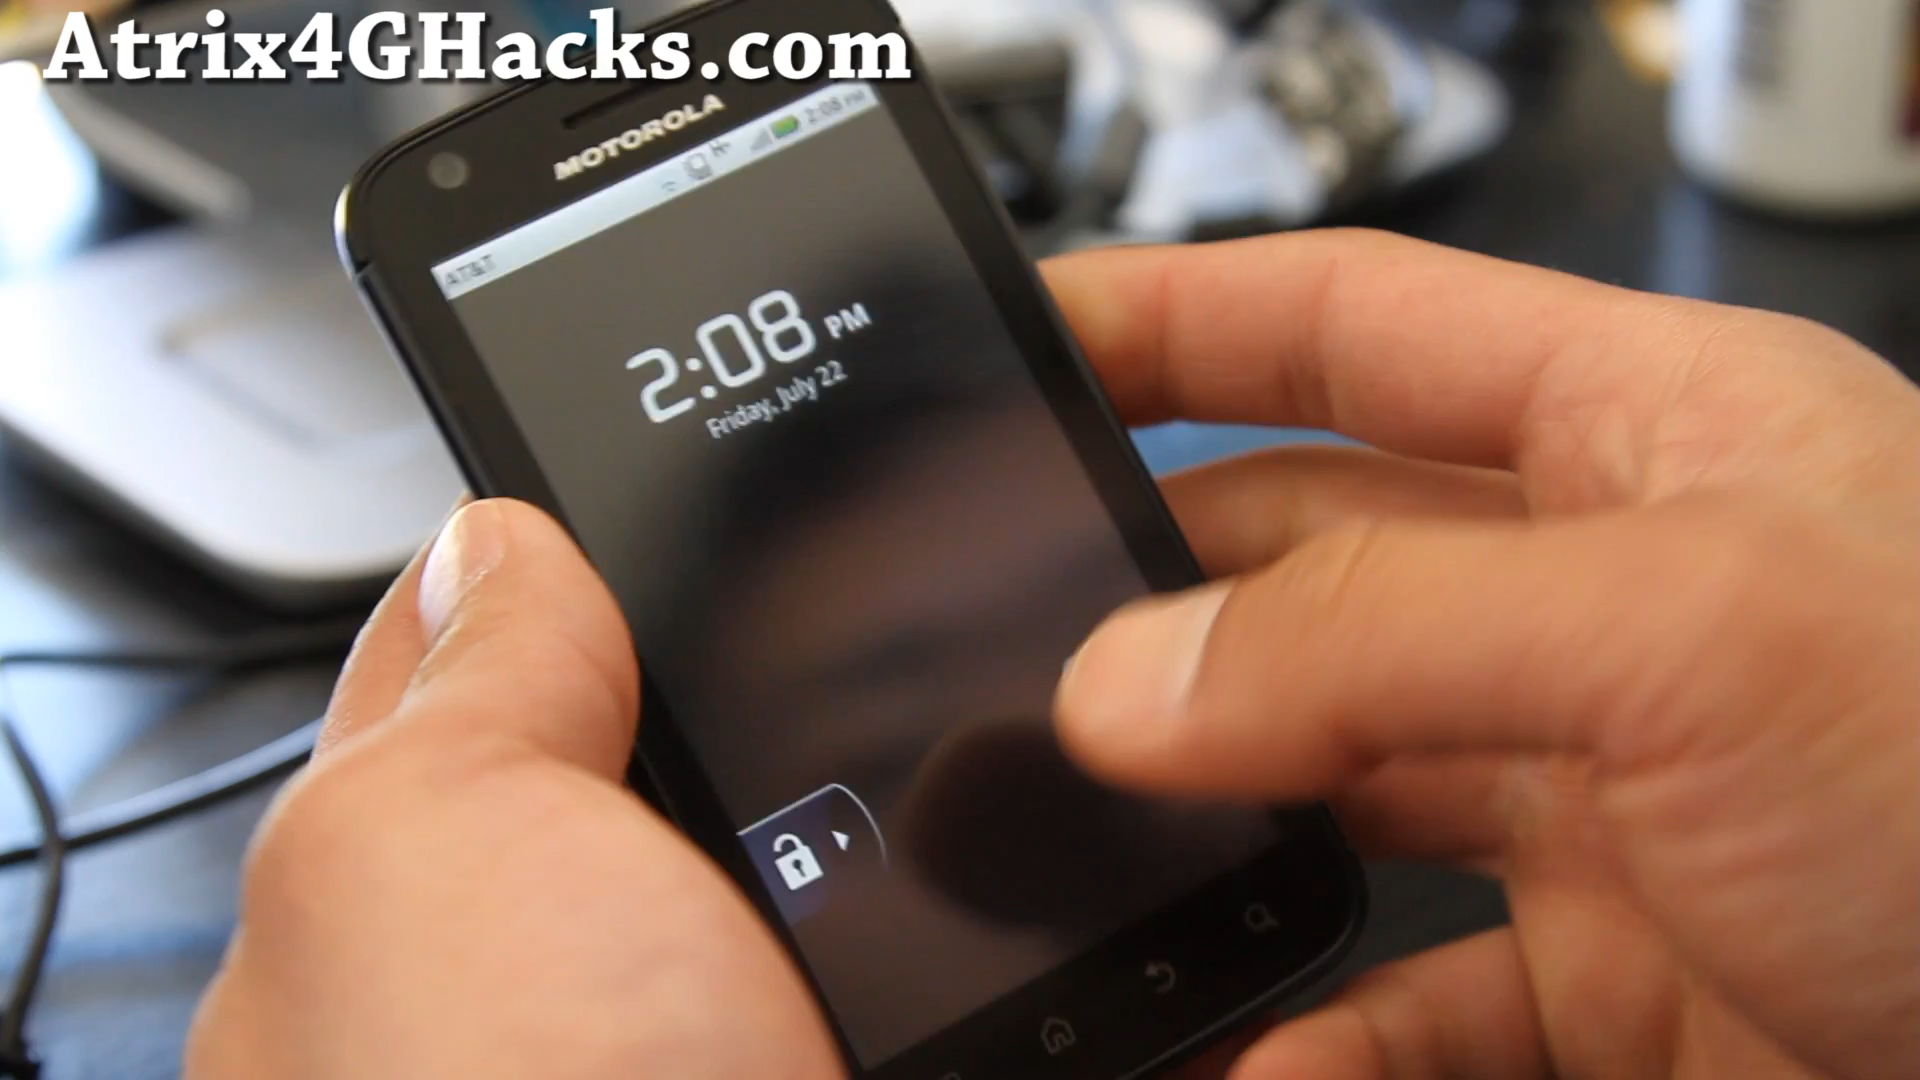 Atrix4GHacks.com
MOTOROLA
AT&T 2:08 PM
2:08 PM
Friday, July 22